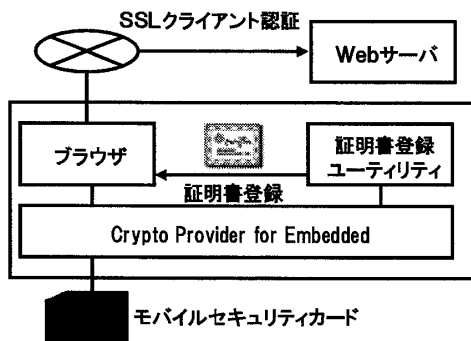 SSLクライアント認証
Webサーバ
ブラウザ
証明書登録
ユーティリティ
証明書登録
Crypto Provider for Embedded
モバイルセキュリティカード